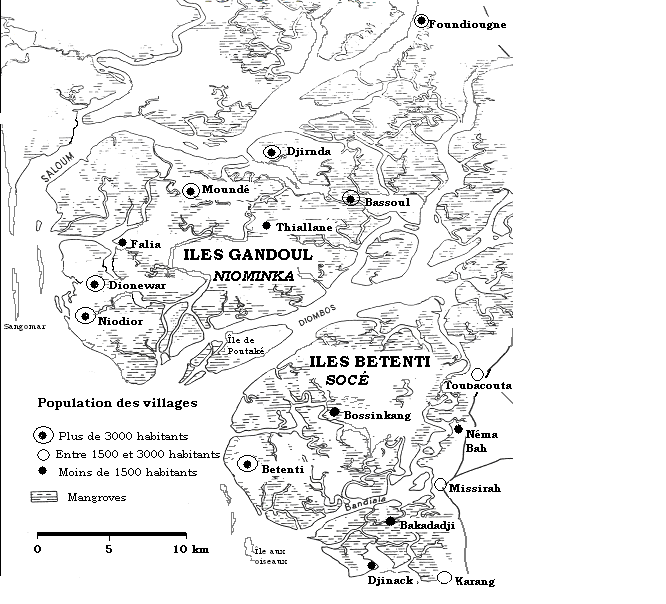 Foundiougne
Djirnda
SALOUM
Moundé
Bassoul
Thiallane
Falia
ILES GANDOUL
NIOMINKA
Dionewar
Niodior
Sangomar
DIOMBOS
Île de
Poutaké
ILES BETENTI
SOCÉ
Toubacouta
Population des villages
Bossinkang
Plus de 3000 habitants
Néma
Bah
Entre 1500 et 3000 habitants
Betenti
Moins de 1500 habitants
Missirah
Mangroves
Bandiala
Bakadadji
0 5 10 km
Île aux
oiseaux
Djinack
Karang